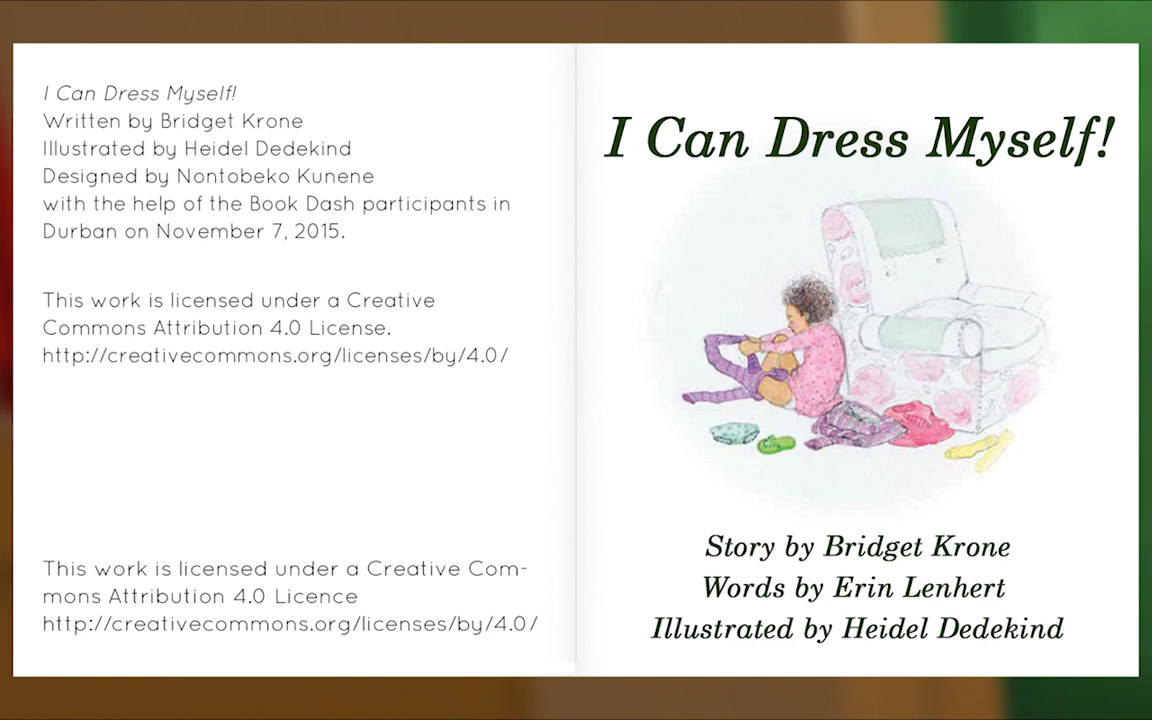 I Can Dress Myself!
Written by Bridget Krone
Illustrated by Heidel Dedekind
Designed by Nontobeko Kunene
with the help of the Book Dash participants in
Durban on November 7, 2015.
This work is licensed under a Creative
Commons Attribution 4.0 License.
http://creativecommons.org/licenses/by/4.0/
This work is licensed under a Creative Com-
mons Attribution 4.0 Licence
http://creativecommons.org/licenses/by/4.0/
I Can Dress Myself!
Story by Bridget Krone
Words by Erin Lenhert
Illustrated by Heidel Dedekind